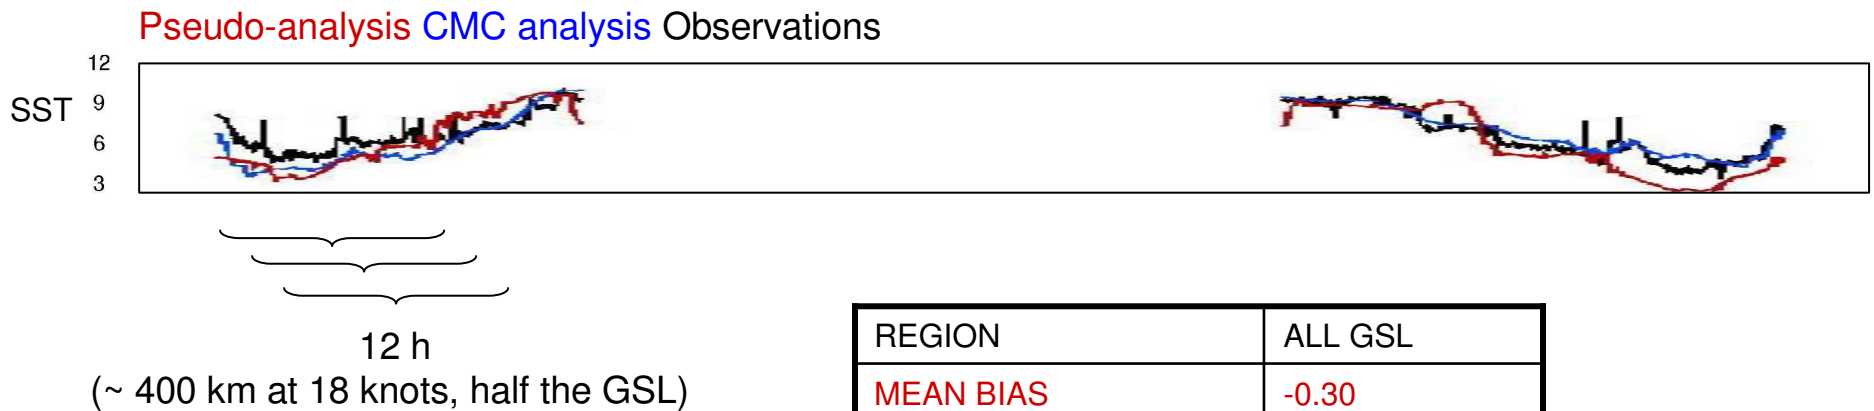 Pseudo-analysis CMC analysis Observations
12
SST 9
6
3
12 h
(~ 400 km at 18 knots, half the GSL)
REGION ALL GSL
MEAN BIAS -0.30